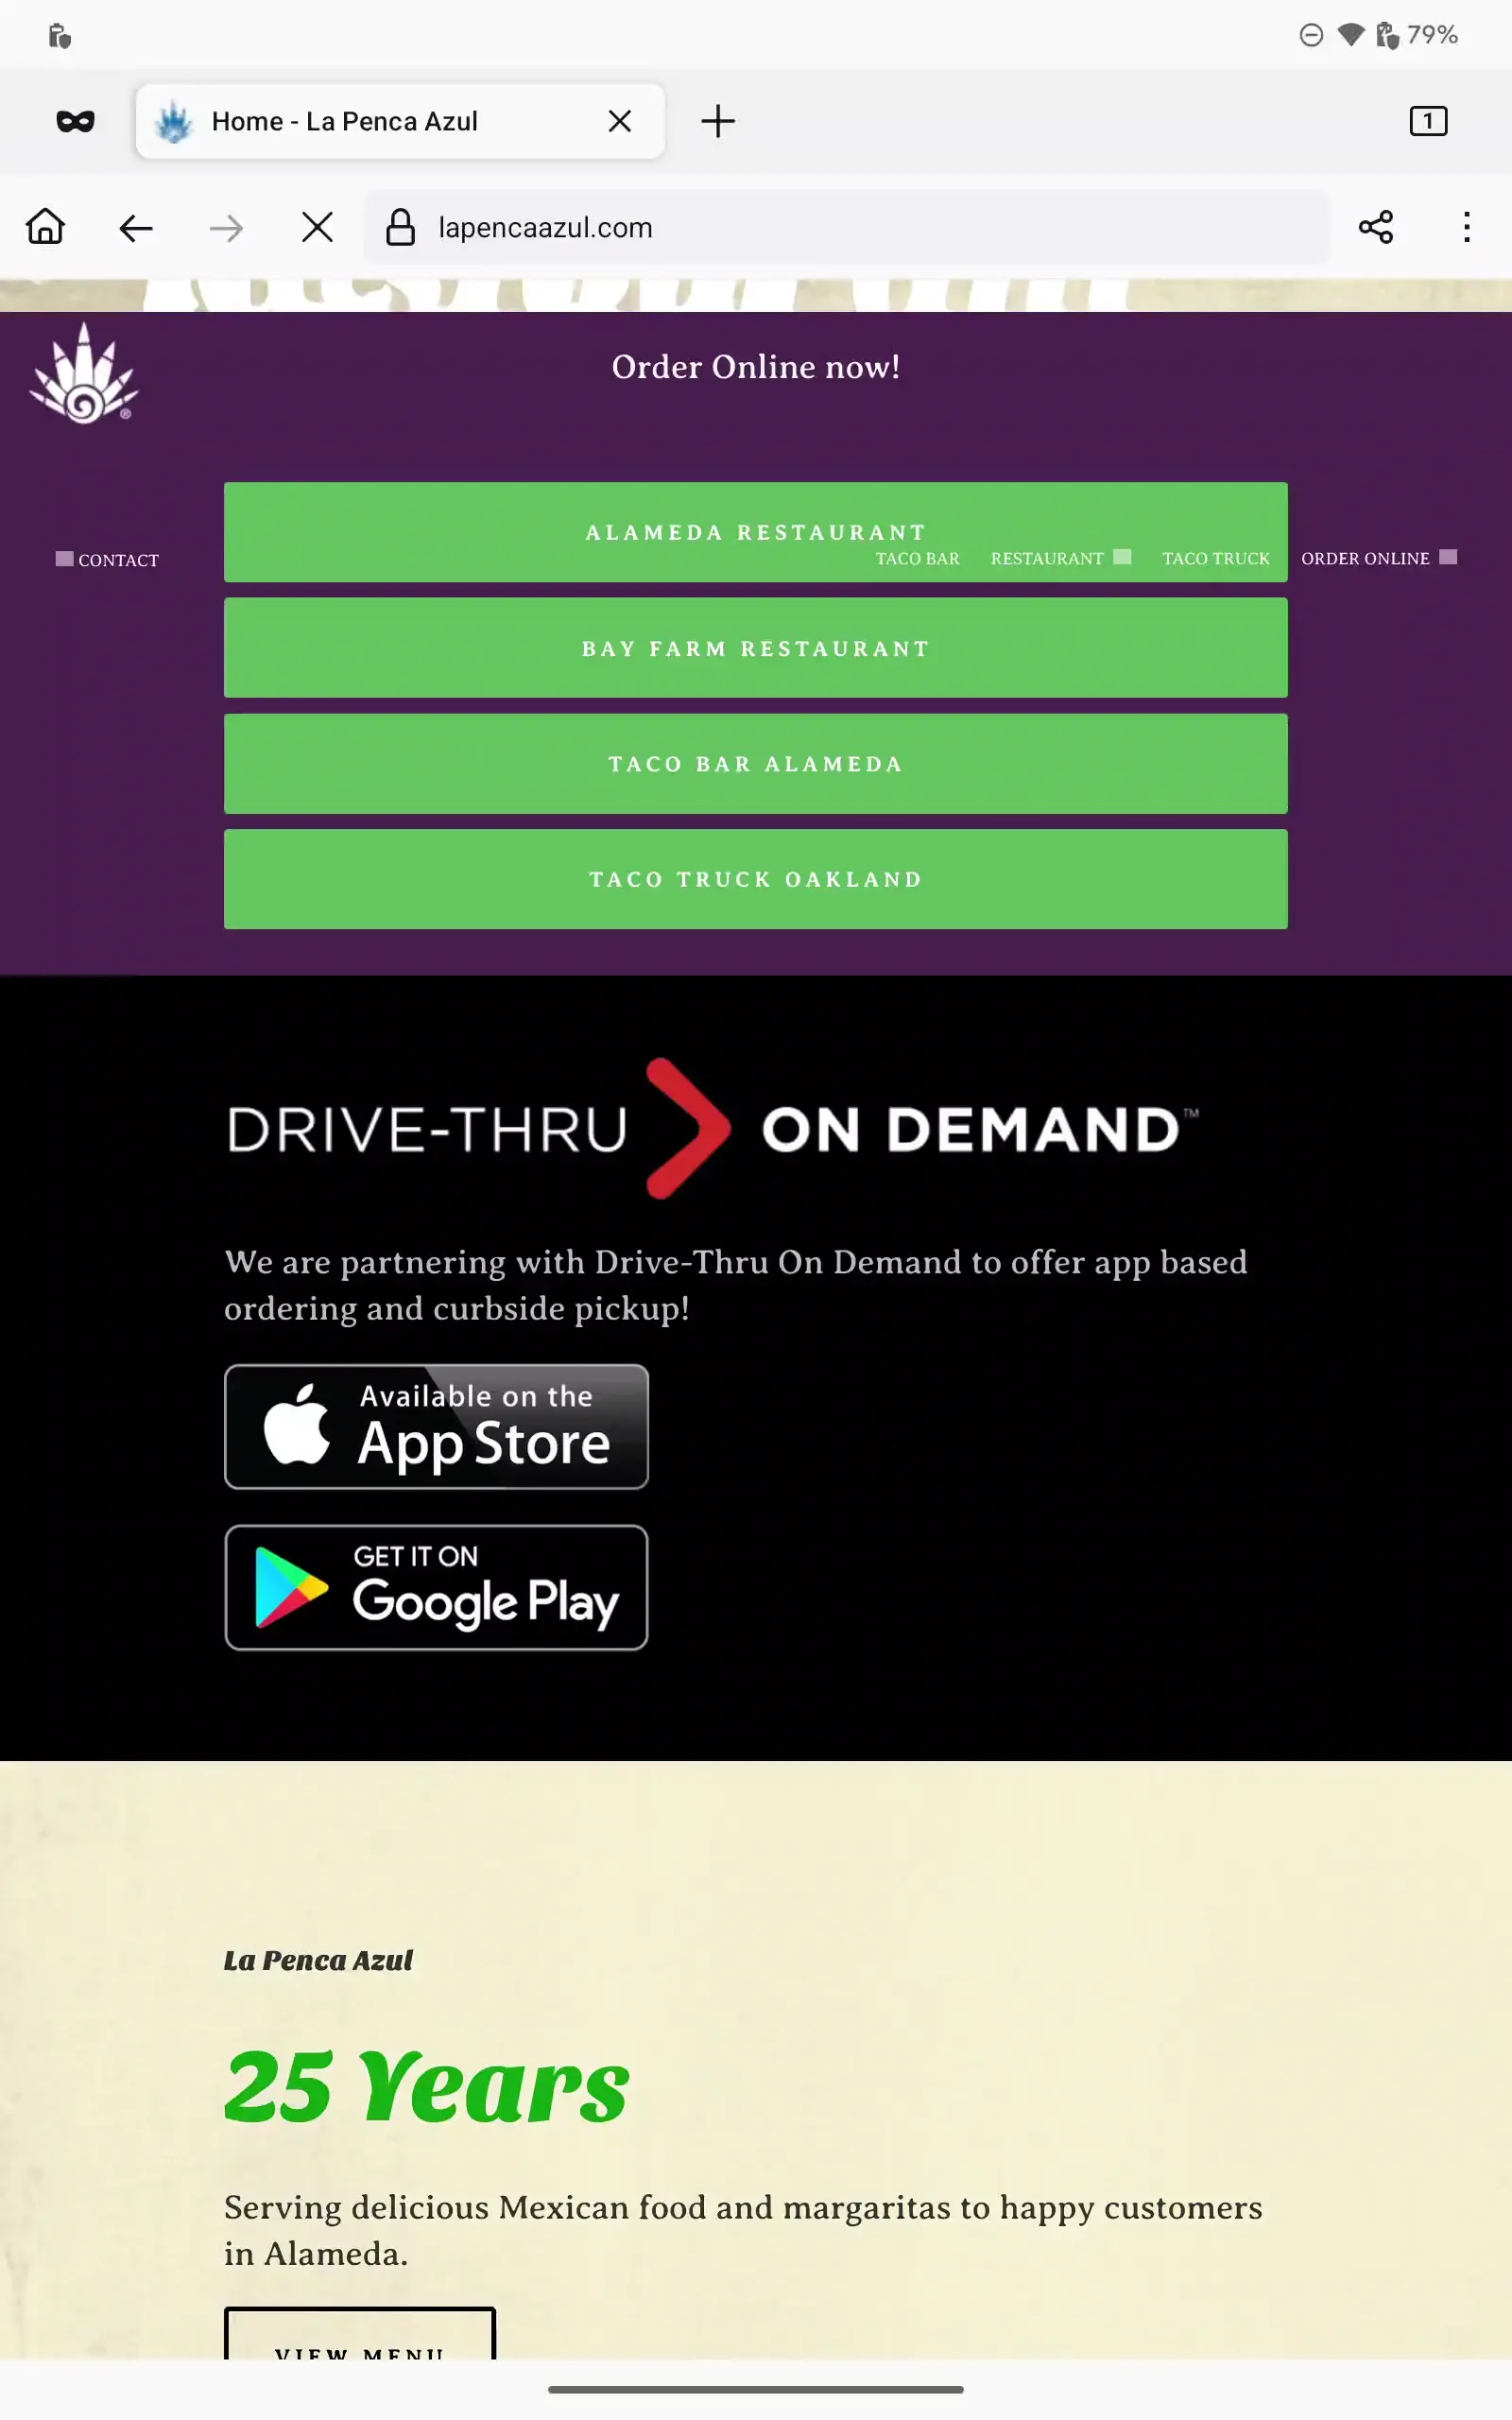 79%
Home - La Penca Azul
1
lapencaazul.com
Order Online now!
ALAMEDA RESTAURANT
CONTACT
TACO BAR RESTAURANT TACO TRUCK ORDER ONLINE
BAY FARM RESTAURANT
TACO BAR ALAMEDA
TACO TRUCK OAKLAND
DRIVE-THRU ON DEMAND™
We are partnering with Drive-Thru On Demand to offer app based
ordering and curbside pickup!
Available on the
App Store
GET IT ON
Google Play
La Penca Azul
25 Years
Serving delicious Mexican food and margaritas to happy customers
in Alameda.
VIEW MENU